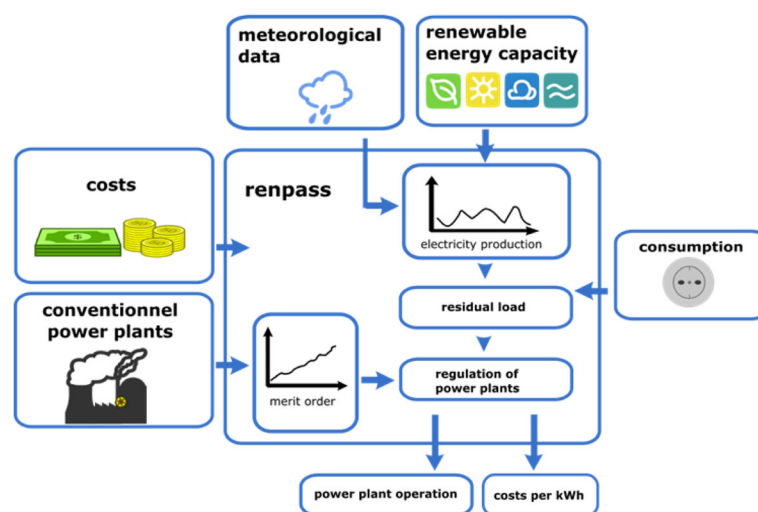 meteorological
data
renewable
energy capacity
costs
renpass
electricity production
consumption
residual load
conventionnel
power plants
merit order
regulation of
power plants
power plant operation
costs per kWh